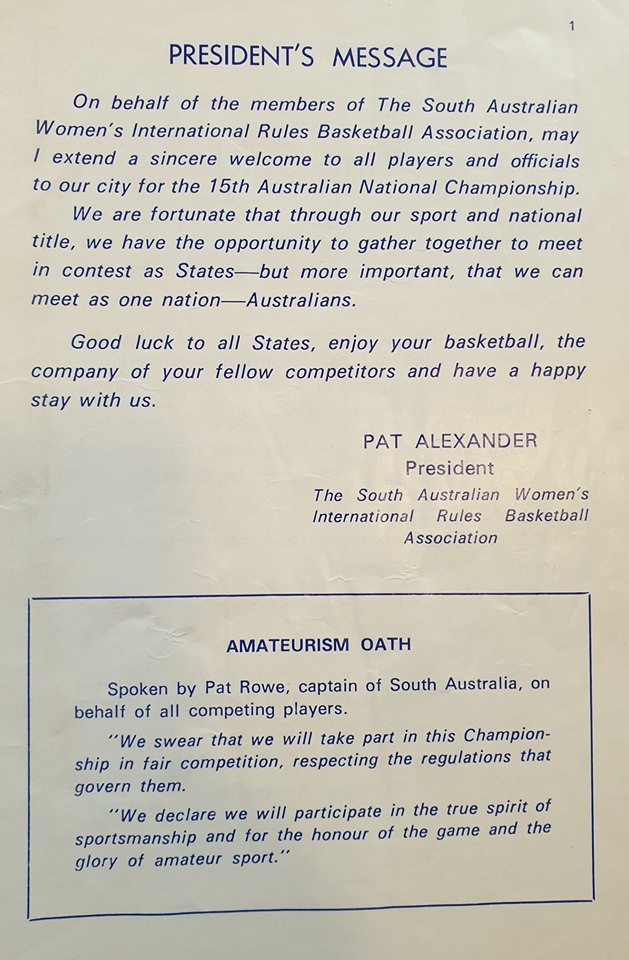 1
PRESIDENT'S MESSAGE
On behalf of the members of The South Australian
Women's International Rules Basketball Association, may
I extend a sincere welcome to all players and officials
to our city for the 15th Australian National Championship.
We are fortunate that through our sport and national
title, we have the opportunity to gather together to meet
in contest as States—but more important, that we can
meet as one nation—Australians.
Good luck to all States, enjoy your basketball, the
company of your fellow competitors and have a happy
stay with us.
PAT ALEXANDER
President
The South Australian Women's
International Rules Basketball
Association
AMATEURISM OATH
Spoken by Pat Rowe, captain of South Australia, on
behalf of all competing players.
"We swear that we will take part in this Champion-
ship in fair competition, respecting the regulations that
govern them.
"We declare we will participate in the true spirit of
sportsmanship and for the honour of the game and the
glory of amateur sport."